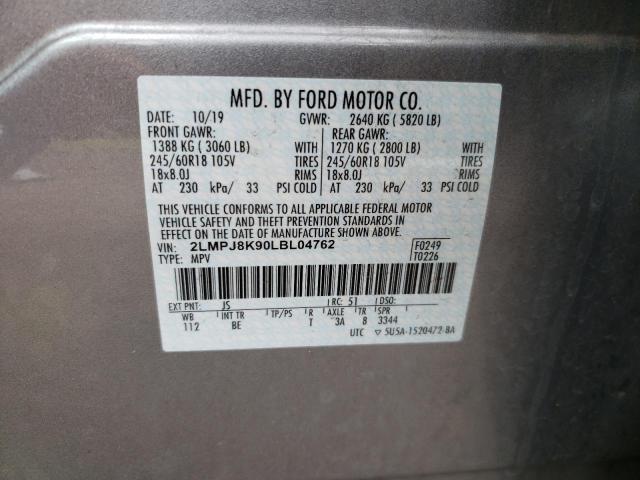 MFD. BY FORD MOTOR CO.
DATE: 10/19 GVWR: 2640 KG ( 5820 LB)
FRONT GAWR: REAR GAWR:
1388 KG ( 3060 LB) WITH 1270 KG ( 2800 LB) WITH
245/60R18 105V TIRES 245/60R18 105V TIRES
18x8.0J RIMS 18x8.0J RIMS
AT 230 kPa/ 33 PSI COLD AT 230 kPa/ 33 PSI COLD
THIS VEHICLE CONFORMS TO ALL APPLICABLE FEDERAL MOTOR
VEHICLE SAFETY AND THEFT PREVENTION STANDARDS IN
EFFECT ON THE DATE OF MANUFACTURE SHOWN ABOVE.
VIN: 2LMPJ8K90LBL04762 F0249
TYPE: MPV T0226
EXT PNT: JS RC: 51 DSO:
WB INT TR TP/PS R AXLE TR SPR
112 BE T 3A 8 3344
UTC ▽ 5U5A-1520472-BA